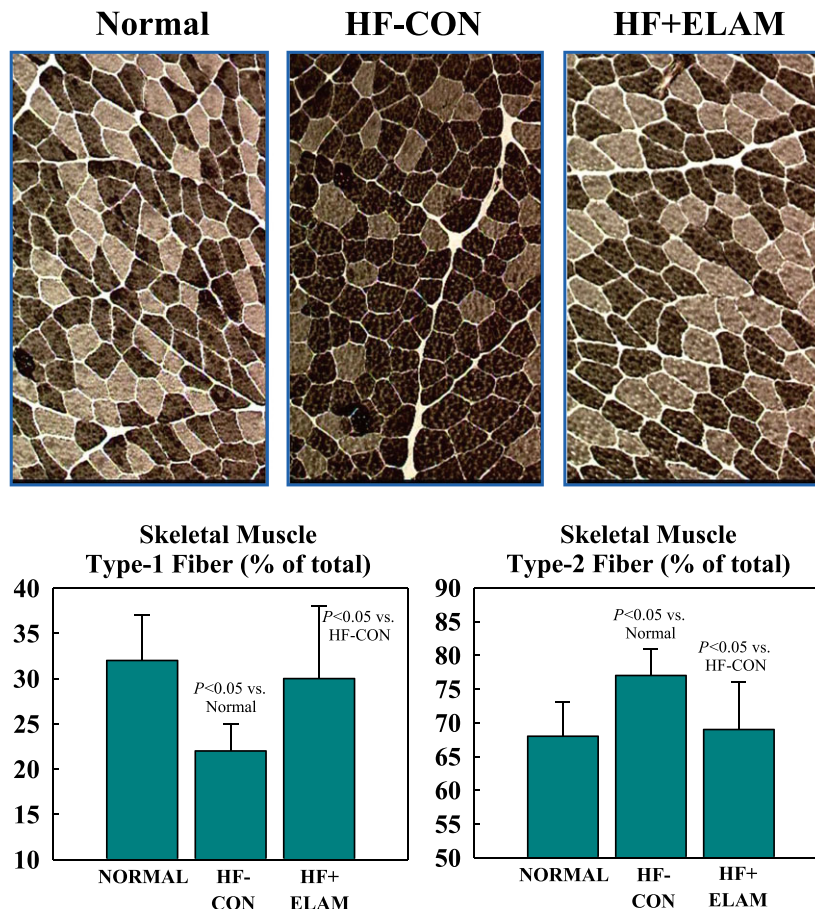 Normal
HF-CON
HF+ELAM
Skeletal Muscle
Type-1 Fiber (% of total)
40
35
30
25
20
15
10
P<0.05 vs.
Normal
P<0.05 vs.
HF-CON
NORMAL
HF-
CON
HF+
ELAM
Skeletal Muscle
Type-2 Fiber (% of total)
90
85
80
75
70
65
60
55
50
P<0.05 vs.
Normal
P<0.05 vs.
HF-CON
NORMAL
HF-
CON
HF+
ELAM